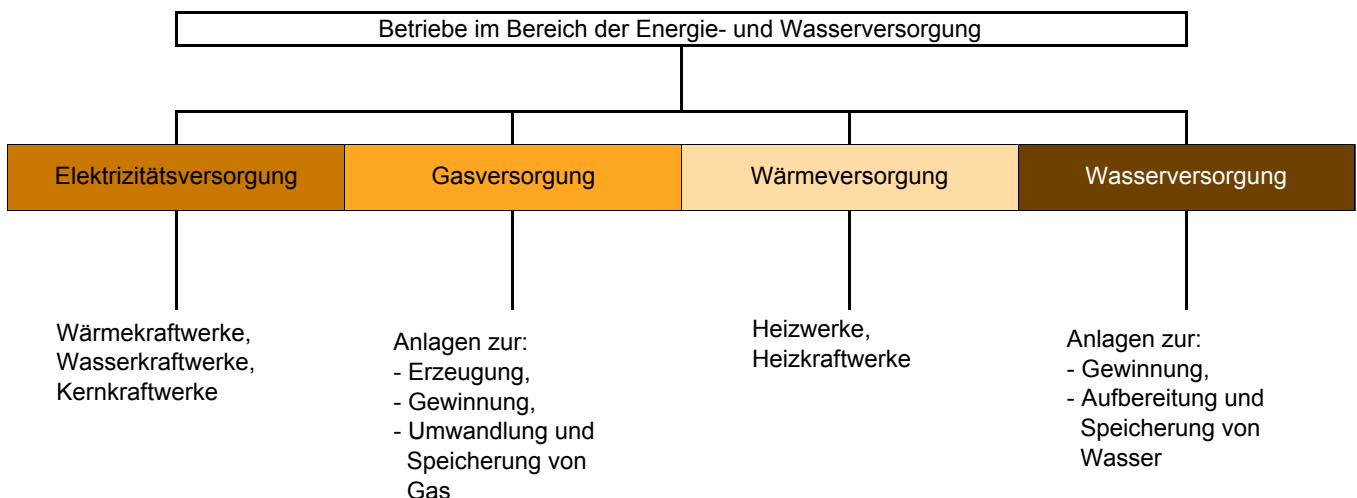 Betriebe im Bereich der Energie- und Wasserversorgung
Elektrizitätsversorgung
Gasversorgung
Wärmeversorgung
Wasserversorgung
Wärmekraftwerke,
Wasserkraftwerke,
Kernkraftwerke
Anlagen zur:
- Erzeugung,
- Gewinnung,
- Umwandlung und
Speicherung von
Gas
Heizwerke,
Heizkraftwerke
Anlagen zur:
- Gewinnung,
- Aufbereitung und
Speicherung von
Wasser